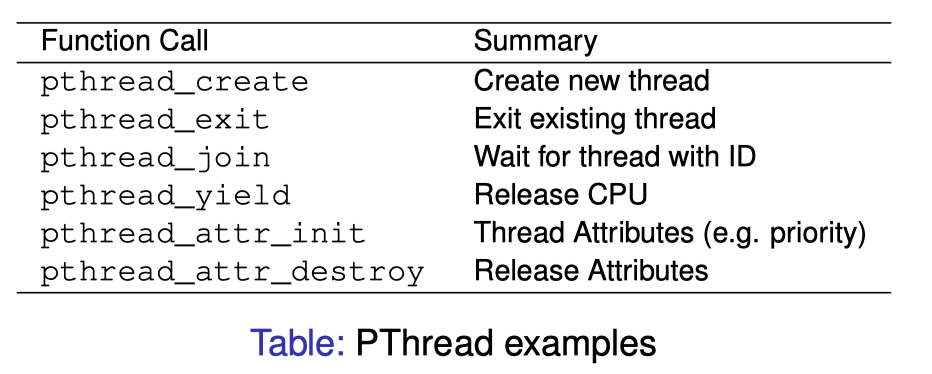 Function Call Summary
pthread_create Create new thread
pthread_exit Exit existing thread
pthread_join Wait for thread with ID
pthread_yield Release CPU
pthread_attr_init Thread Attributes (e.g. priority)
pthread_attr_destroy Release Attributes
Table: PThread examples